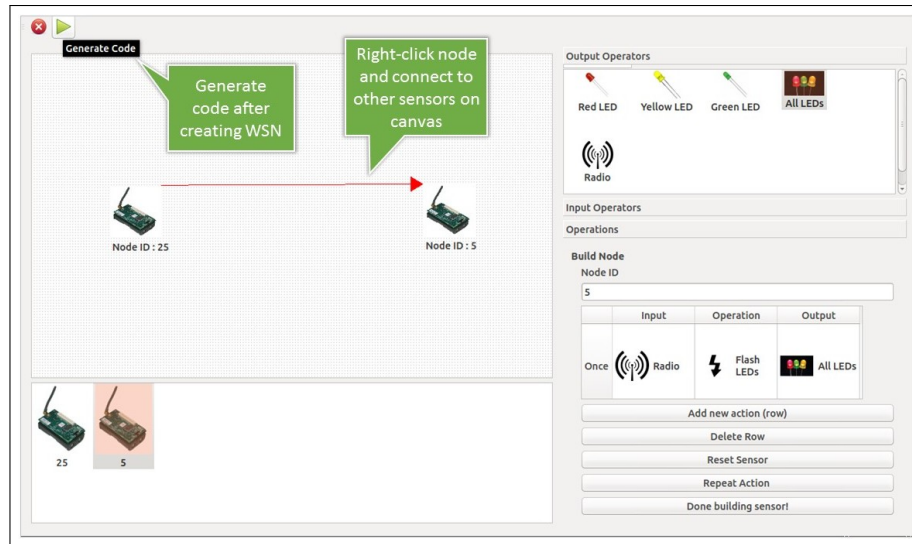 Generate Code
Generate
code after
creating WSN
Right-click node
and connect to
other sensors on
canvas
Node ID : 25
Node ID : 5
25
5
Output Operators
Red LED
Yellow LED
Green LED
All LEDs
Radio
Input Operators
Operations
Build Node
Node ID
5
Input Operation Output
Once Radio Flash All LEDs
LEDs
Add new action (row)
Delete Row
Reset Sensor
Repeat Action
Done building sensor!